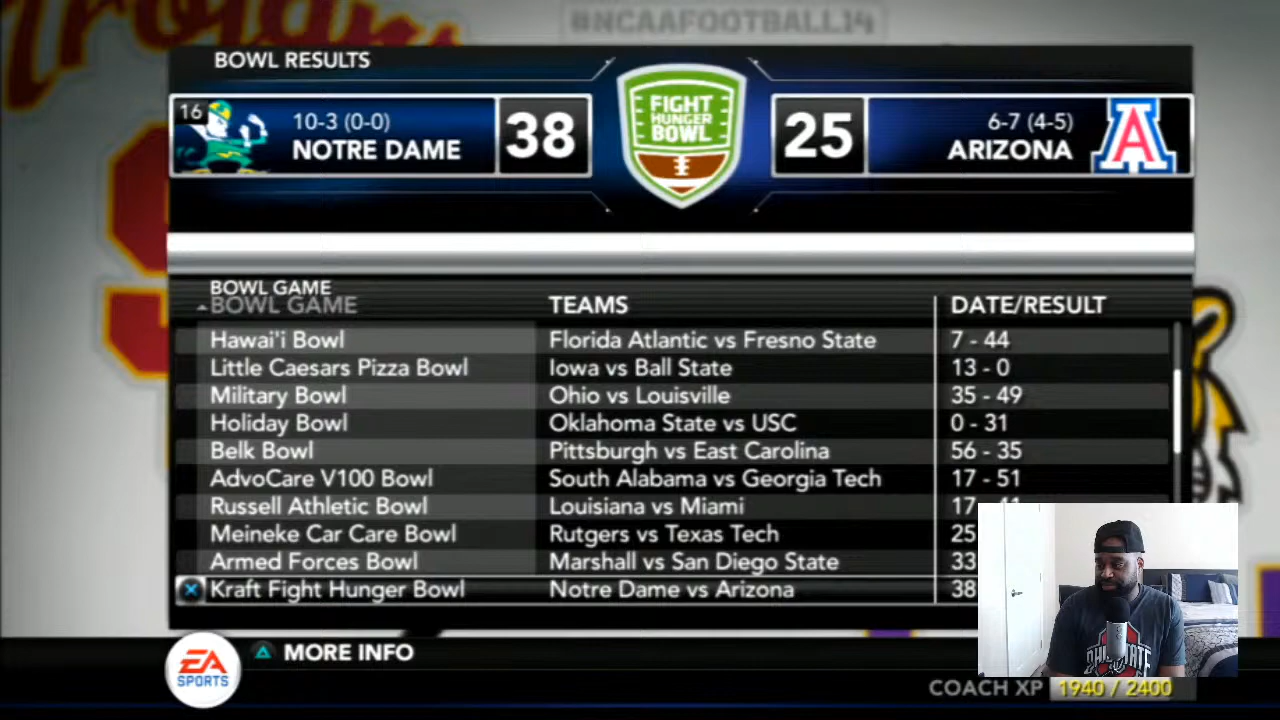 Trojans
#NCAAFOOTBALL14
BOWL RESULTS
16
10-3 (0-0)
NOTRE DAME
38
FIGHT
HUNGER
BOWL
25
6-7 (4-5)
ARIZONA
A
BOWL GAME
BOWL GAME TEAMS DATE/RESULT
Hawai'i Bowl Florida Atlantic vs Fresno State 7 - 44
Little Caesars Pizza Bowl Iowa vs Ball State 13 - 0
Military Bowl Ohio vs Louisville 35 - 49
Holiday Bowl Oklahoma State vs USC 0 - 31
Belk Bowl Pittsburgh vs East Carolina 56 - 35
AdvoCare V100 Bowl South Alabama vs Georgia Tech 17 - 51
Russell Athletic Bowl Louisiana vs Miami 17
Meineke Car Care Bowl Rutgers vs Texas Tech 25
Armed Forces Bowl Marshall vs San Diego State 33
Kraft Fight Hunger Bowl Notre Dame vs Arizona 38
EA
SPORTS
MORE INFO
COACH XP 1940 / 2400